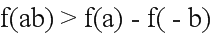 f(ab) > f(a) - f( - b)